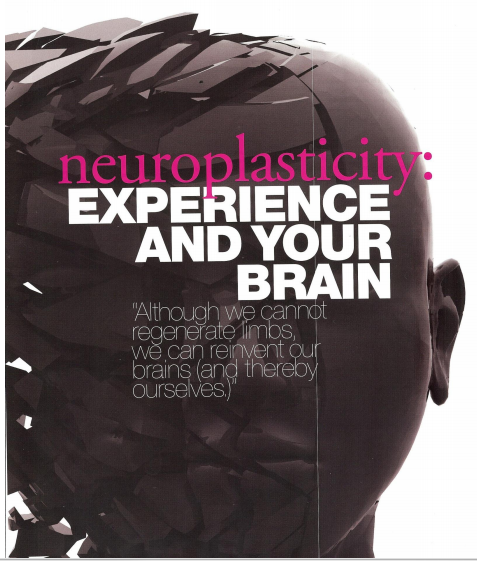 neuroplasticity:
EXPERIENCE
AND YOUR
BRAIN
"Although we cannot
regenerate limbs,
we can reinvent our
brains (and thereby
ourselves.)"